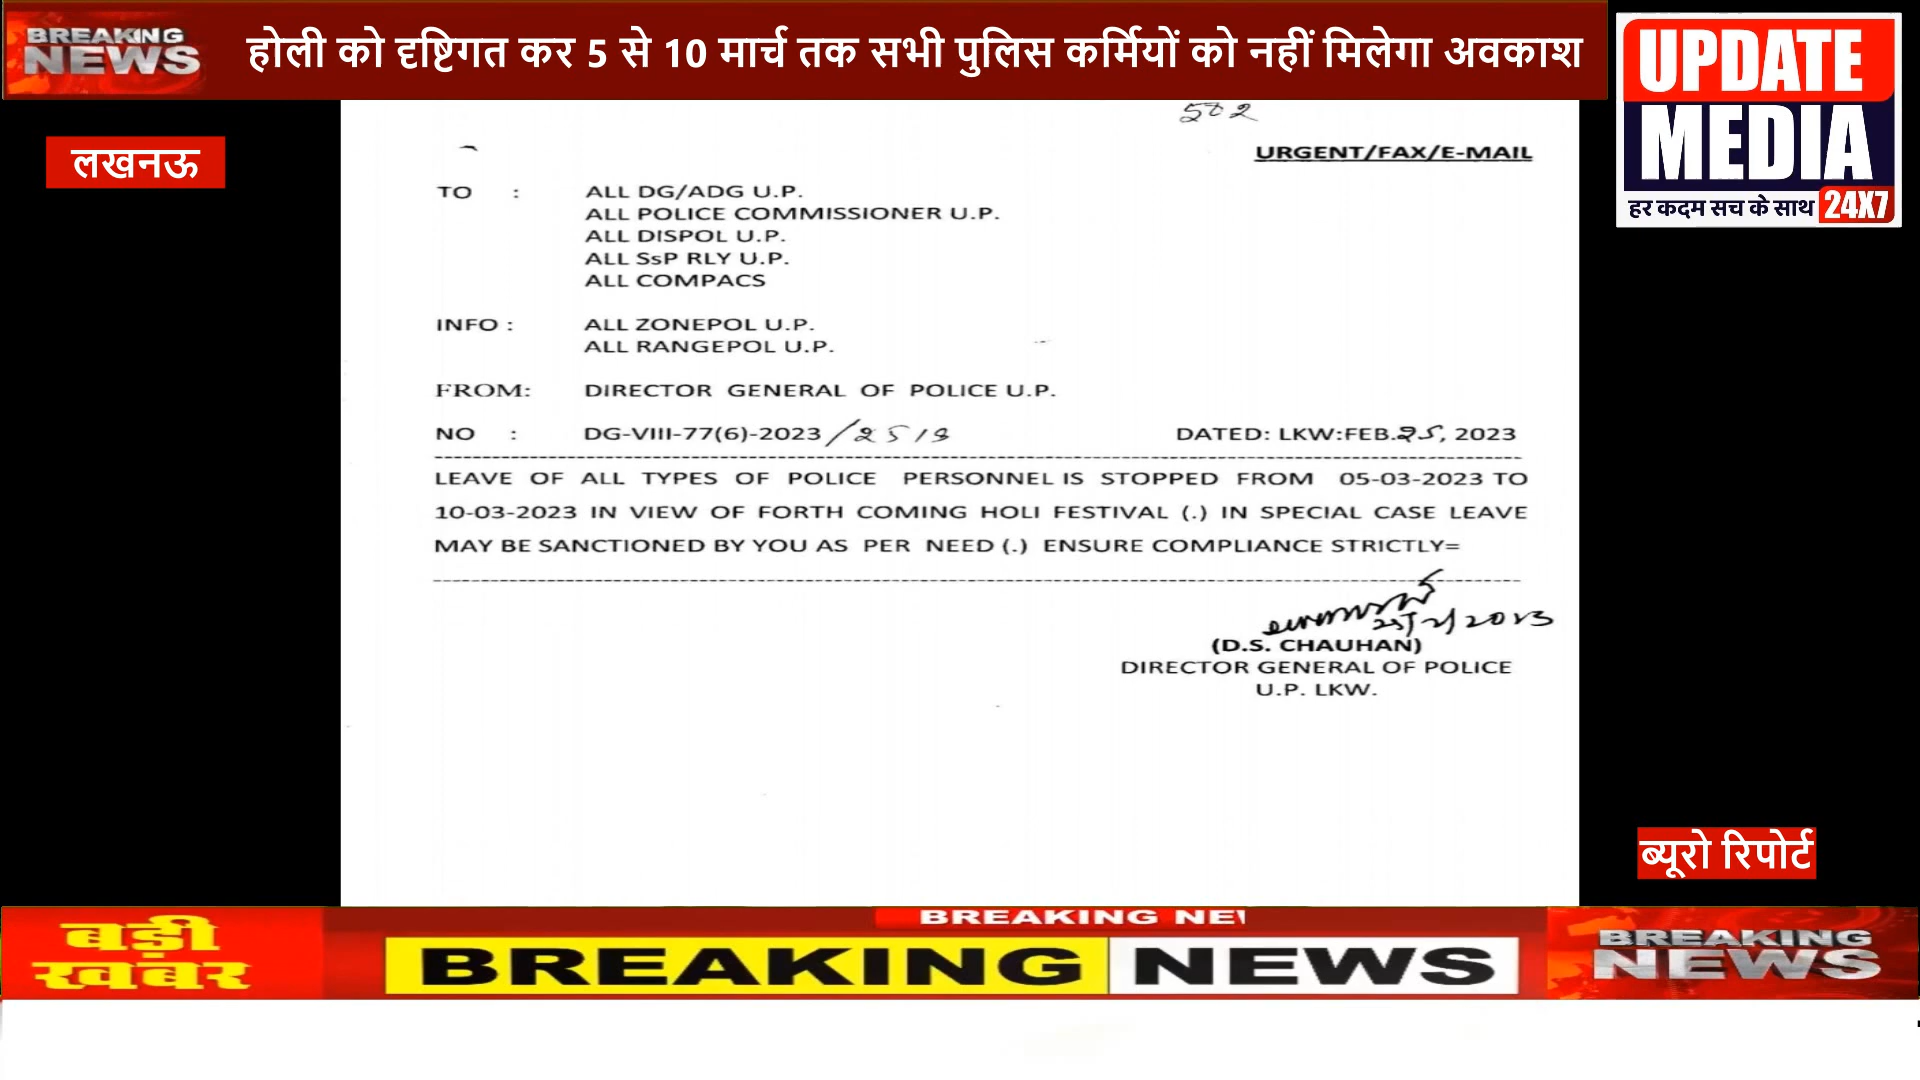 BREAKING
NEWS
होली को दृष्टिगत कर 5 से 10 मार्च तक सभी पुलिस कर्मियों को नहीं मिलेगा अवकाश
UPDATE
MEDIA
हर कदम सच के साथ 24X7
लखनऊ
502
URGENT/FAX/E-MAIL
TO : ALL DG/ADG U.P.
ALL POLICE COMMISSIONER U.P.
ALL DISPOL U.P.
ALL SsP RLY U.P.
ALL COMPACS
INFO : ALL ZONEPOL U.P.
ALL RANGEPOL U.P.
FROM: DIRECTOR GENERAL OF POLICE U.P.
NO : DG-VIII-77(6)-2023/2519 DATED: LKW:FEB.25, 2023
LEAVE OF ALL TYPES OF POLICE PERSONNEL IS STOPPED FROM 05-03-2023 TO
10-03-2023 IN VIEW OF FORTH COMING HOLI FESTIVAL (.) IN SPECIAL CASE LEAVE
MAY BE SANCTIONED BY YOU AS PER NEED (.) ENSURE COMPLIANCE STRICTLY=
25/2/2023
(D.S. CHAUHAN)
DIRECTOR GENERAL OF POLICE
U.P. LKW.
ब्यूरो रिपोर्ट
बड़ी
खबर
BREAKING NEW
BREAKING NEWS
BREAKING
NEWS